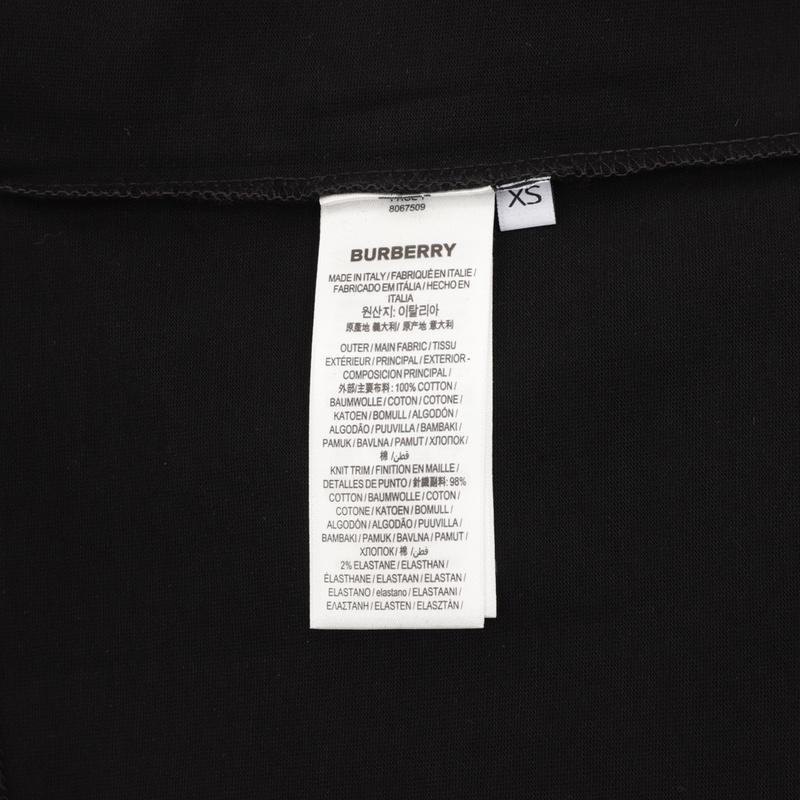 8067509
XS
BURBERRY
MADE IN ITALY / FABRIQUÉ EN ITALIE /
FABRICADO EM ITÁLIA / HECHO EN
ITALIA
원산지: 이탈리아
原產地 義大利/ 原产地 意大利
OUTER / MAIN FABRIC / TISSU
EXTÉRIEUR / PRINCIPAL / EXTERIOR -
COMPOSICION PRINCIPAL /
外部/主要布料: 100% COTTON /
BAUMWOLLE / COTON / COTONE /
KATOEN / BOMULL / ALGODÓN /
ALGODÃO / PUUVILLA / BAMBAKI /
PAMUK / BAVLNA / PAMUT / ХЛОПОК /
棉 / قطن/
KNIT TRIM / FINITION EN MAILLE /
DETALLES DE PUNTO / 針織副料: 98%
COTTON / BAUMWOLLE / COTON /
COTONE / KATOEN / BOMULL /
ALGODÓN / ALGODÃO / PUUVILLA /
BAMBAKI / PAMUK / BAVLNA / PAMUT /
ХЛОПОК / 棉 / قطن/
2% ELASTANE / ELASTHAN /
ÉLASTHANE / ELASTAAN / ELASTAN /
ELASTANO / elastano / ELASTAANI /
ΕΛΑΣΤΑΝΗ / ELASTEN / ELASZTÁN /